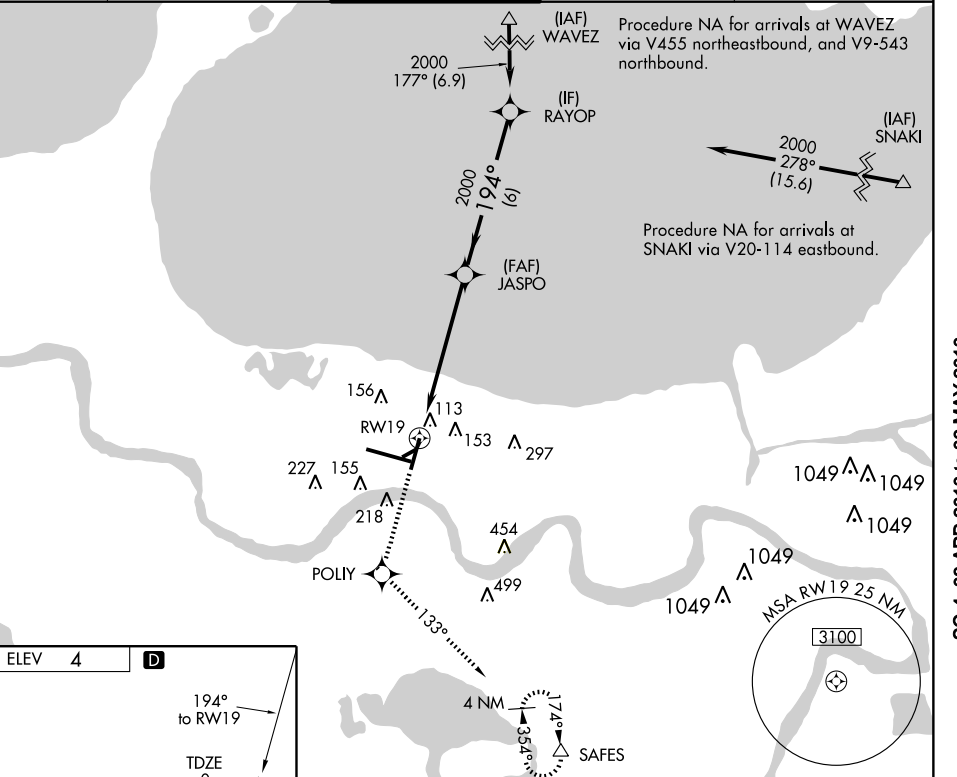 (IAF)
WAVEZ
Procedure NA for arrivals at WAVEZ
via V455 northeastbound, and V9-543
northbound.
2000
177° (6.9)
(IF)
RAYOP
(IAF)
SNAKI
2000
278°
(15.6)
2000
194°
(6)
Procedure NA for arrivals at
SNAKI via V20-114 eastbound.
(FAF)
JASPO
156
113
RW19
153
297
227
155
218
1049
1049
1049
454
1049
POLIY
499
1049
133°
MSA RW19 25 NM
3100
ELEV 4
D
194°
to RW19
4 NM
174°
354°
SAFES
TDZE